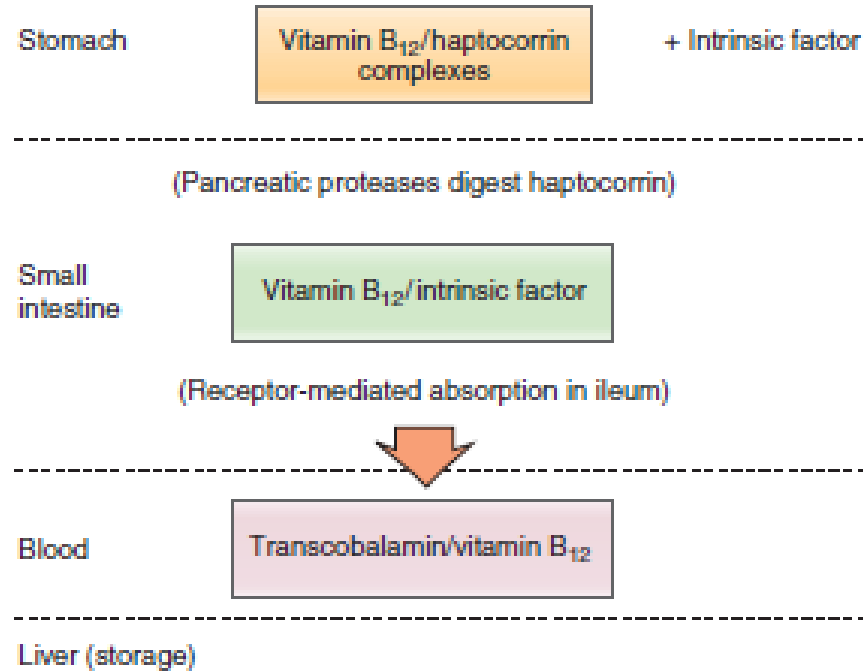 Stomach
Vitamin B₁₂/haptocorrin
complexes
+ Intrinsic factor
(Pancreatic proteases digest haptocorrin)
Small
intestine
Vitamin B₁₂/intrinsic factor
(Receptor-mediated absorption in ileum)
Blood
Transcobalamin/vitamin B₁₂
Liver (storage)